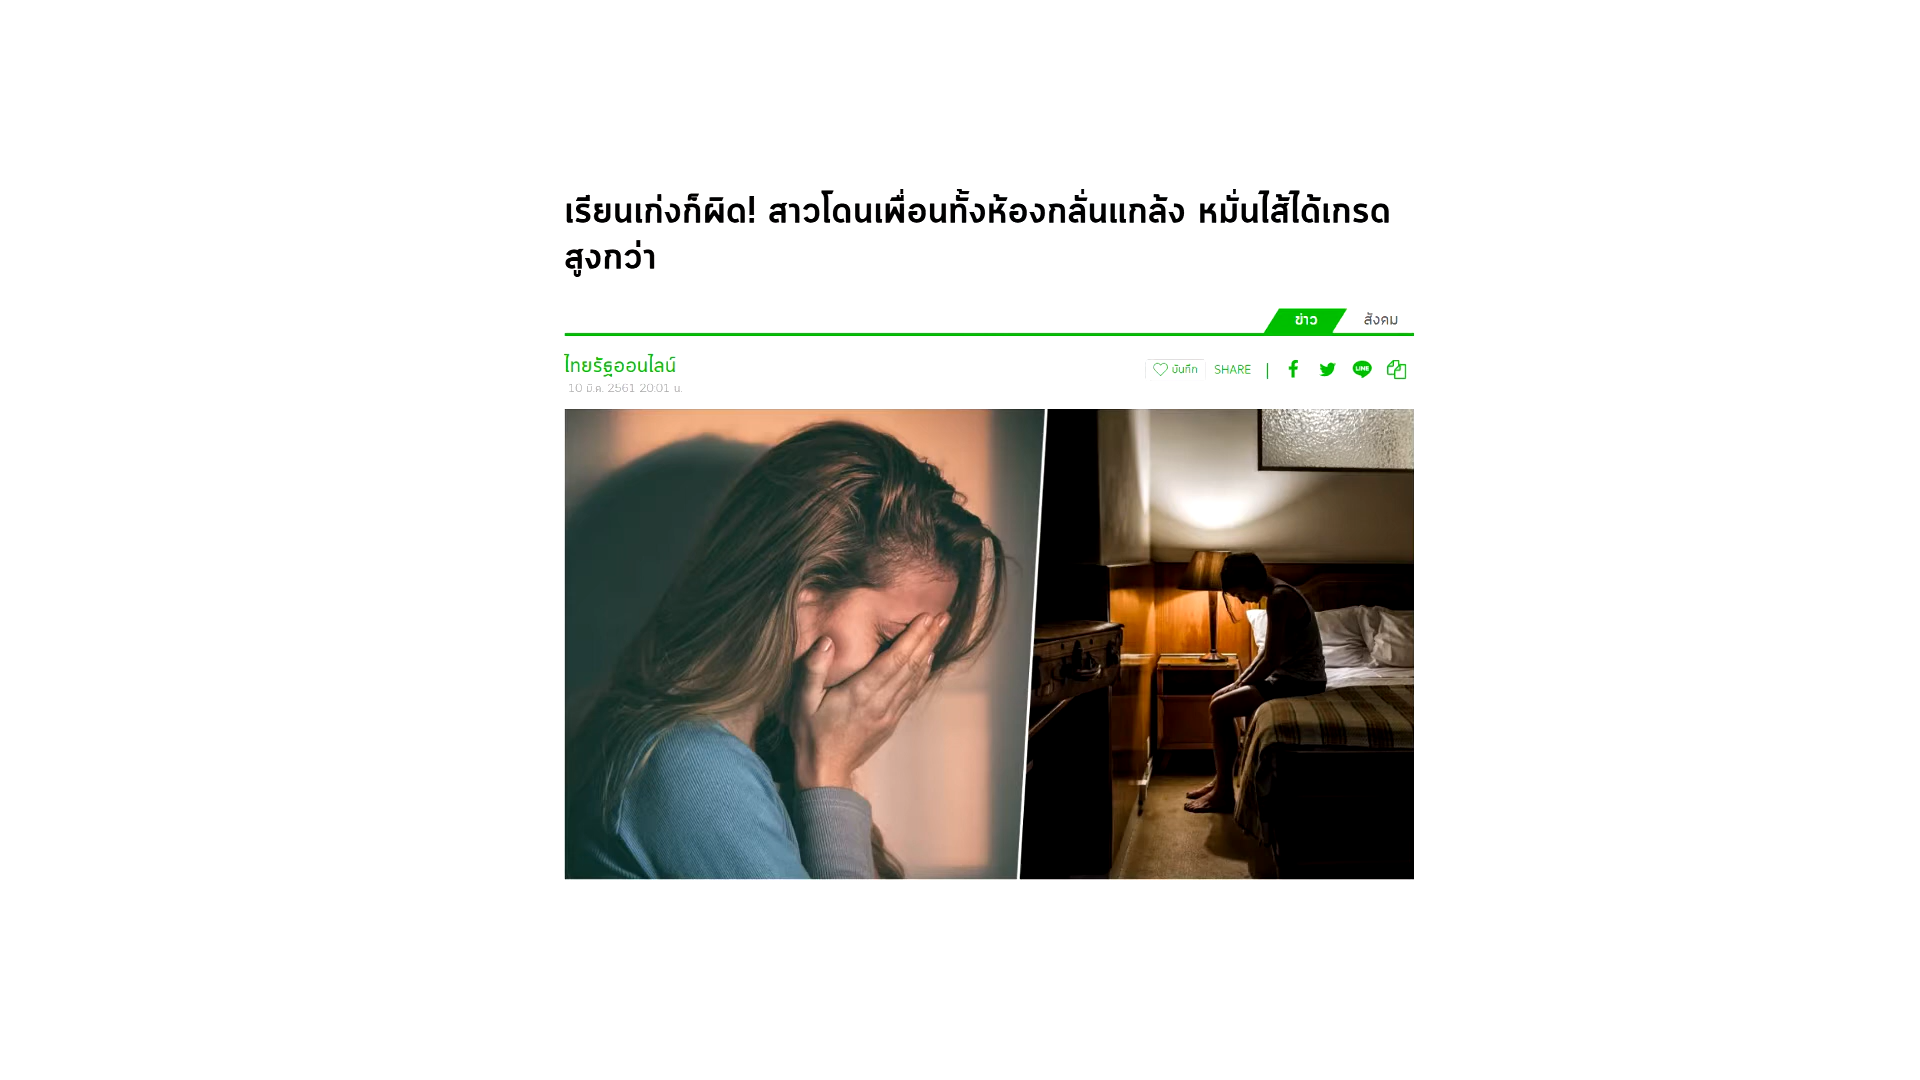 เรียนเก่งก็ผิด! สาวโดนเพื่อนทั้งห้องกลั่นแกล้ง หมั่นไส้ได้เกรด
สูงกว่า
ข่าว สังคม
ไทยรัฐออนไลน์
บันทึก SHARE |
LINE
10 มี.ค. 2561 20:01 น.